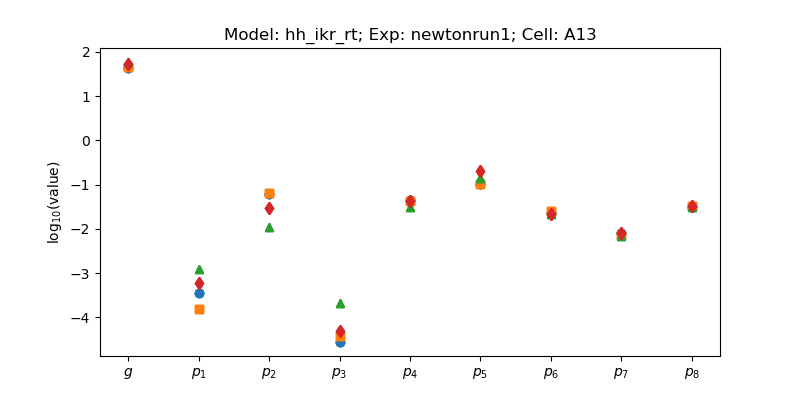 Model: hh_ikr_rt; Exp: newtonrun1; Cell: A13
2
1
0
−1
−2
−3
−4
log₁₀(value)
g p₁ p₂ p₃ p₄ p₅ p₆ p₇ p₈